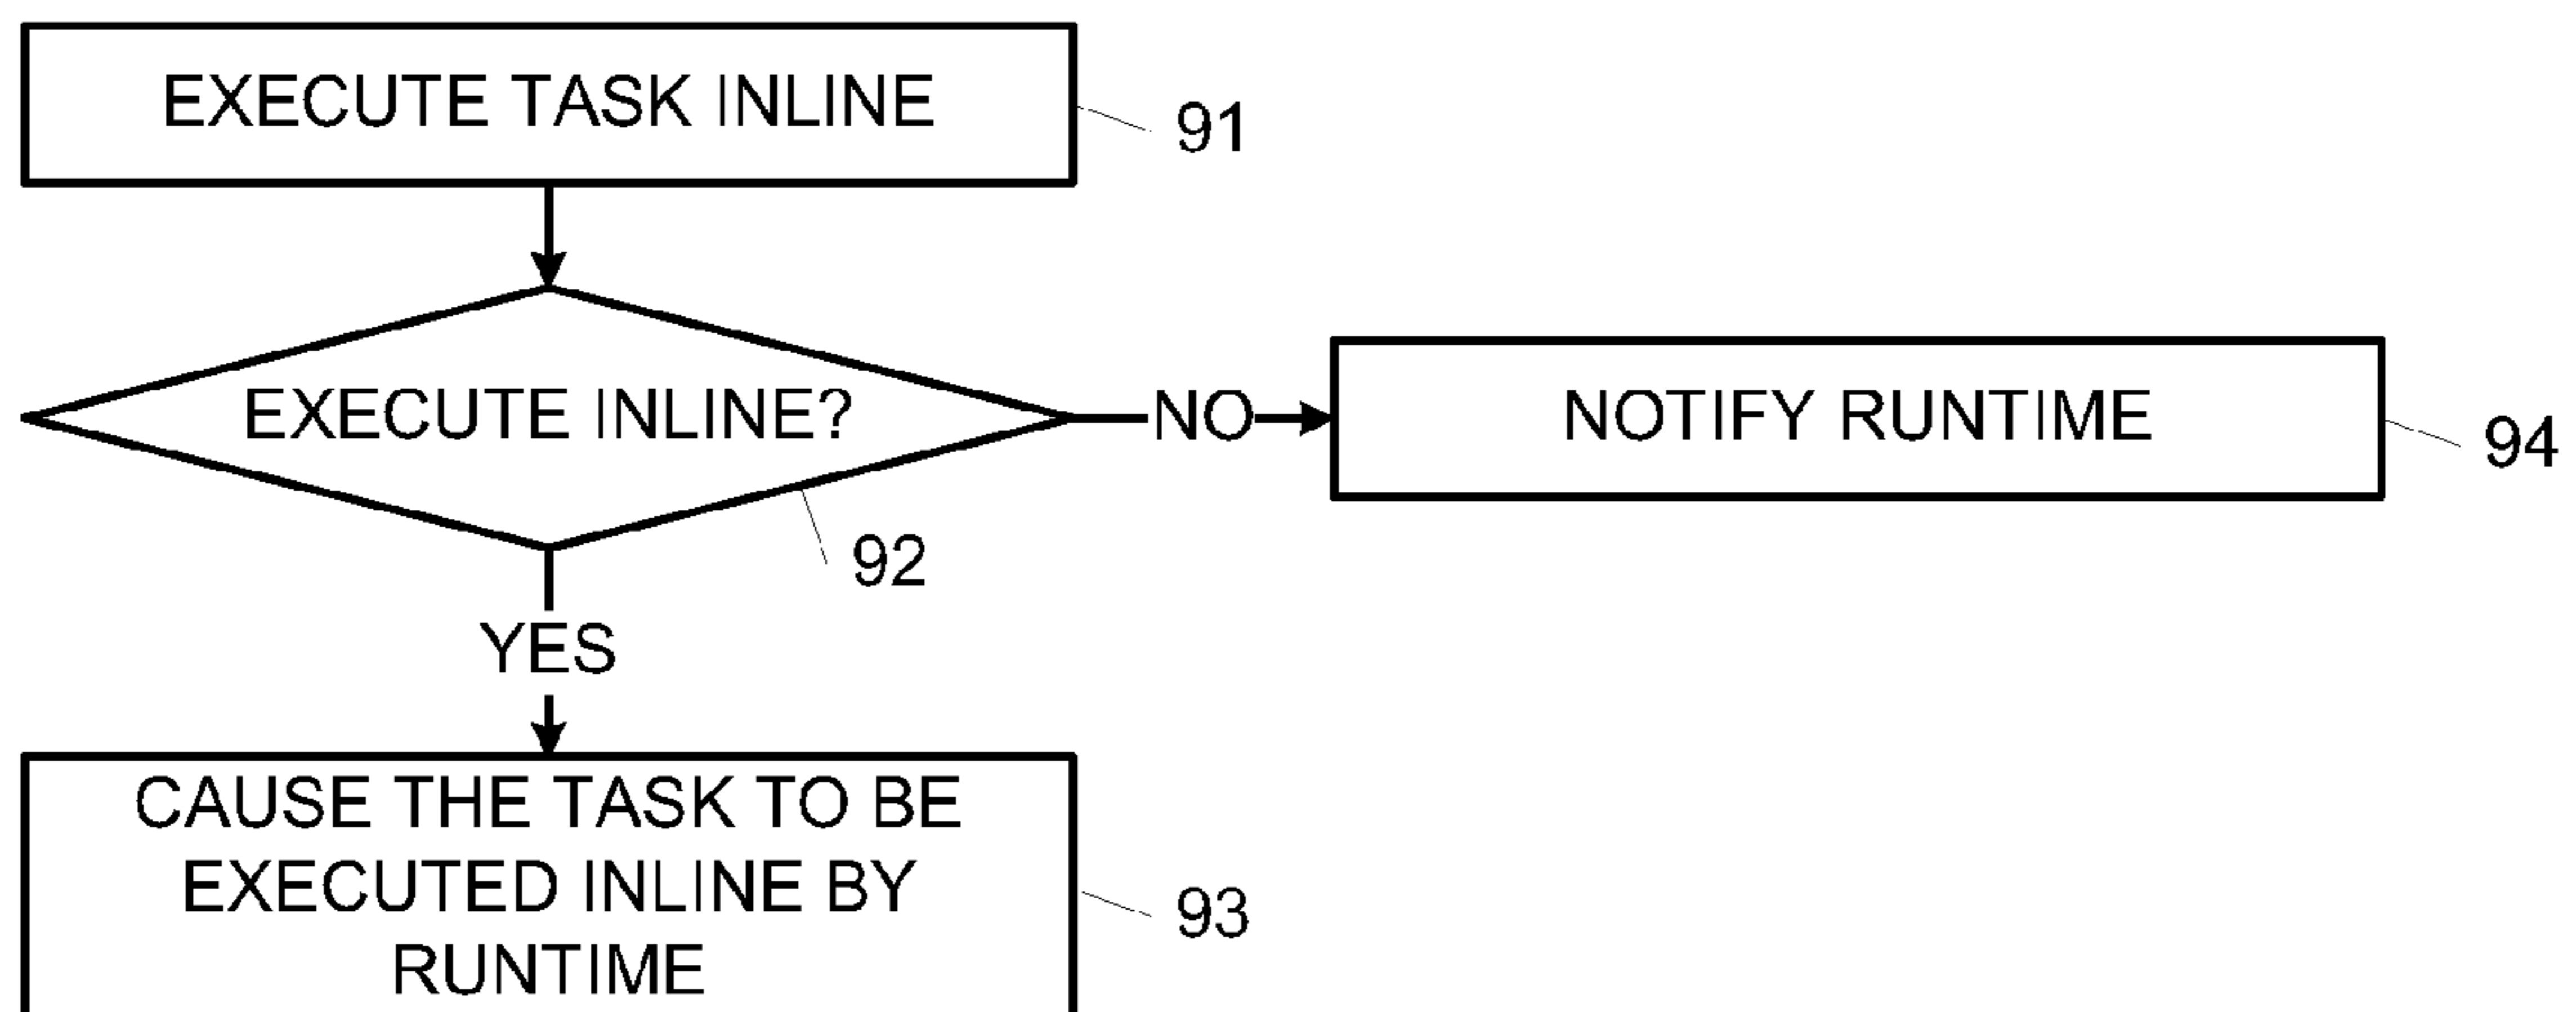 EXECUTE TASK INLINE
91
EXECUTE INLINE?
NO
NOTIFY RUNTIME
94
92
YES
CAUSE THE TASK TO BE
EXECUTED INLINE BY
RUNTIME
93